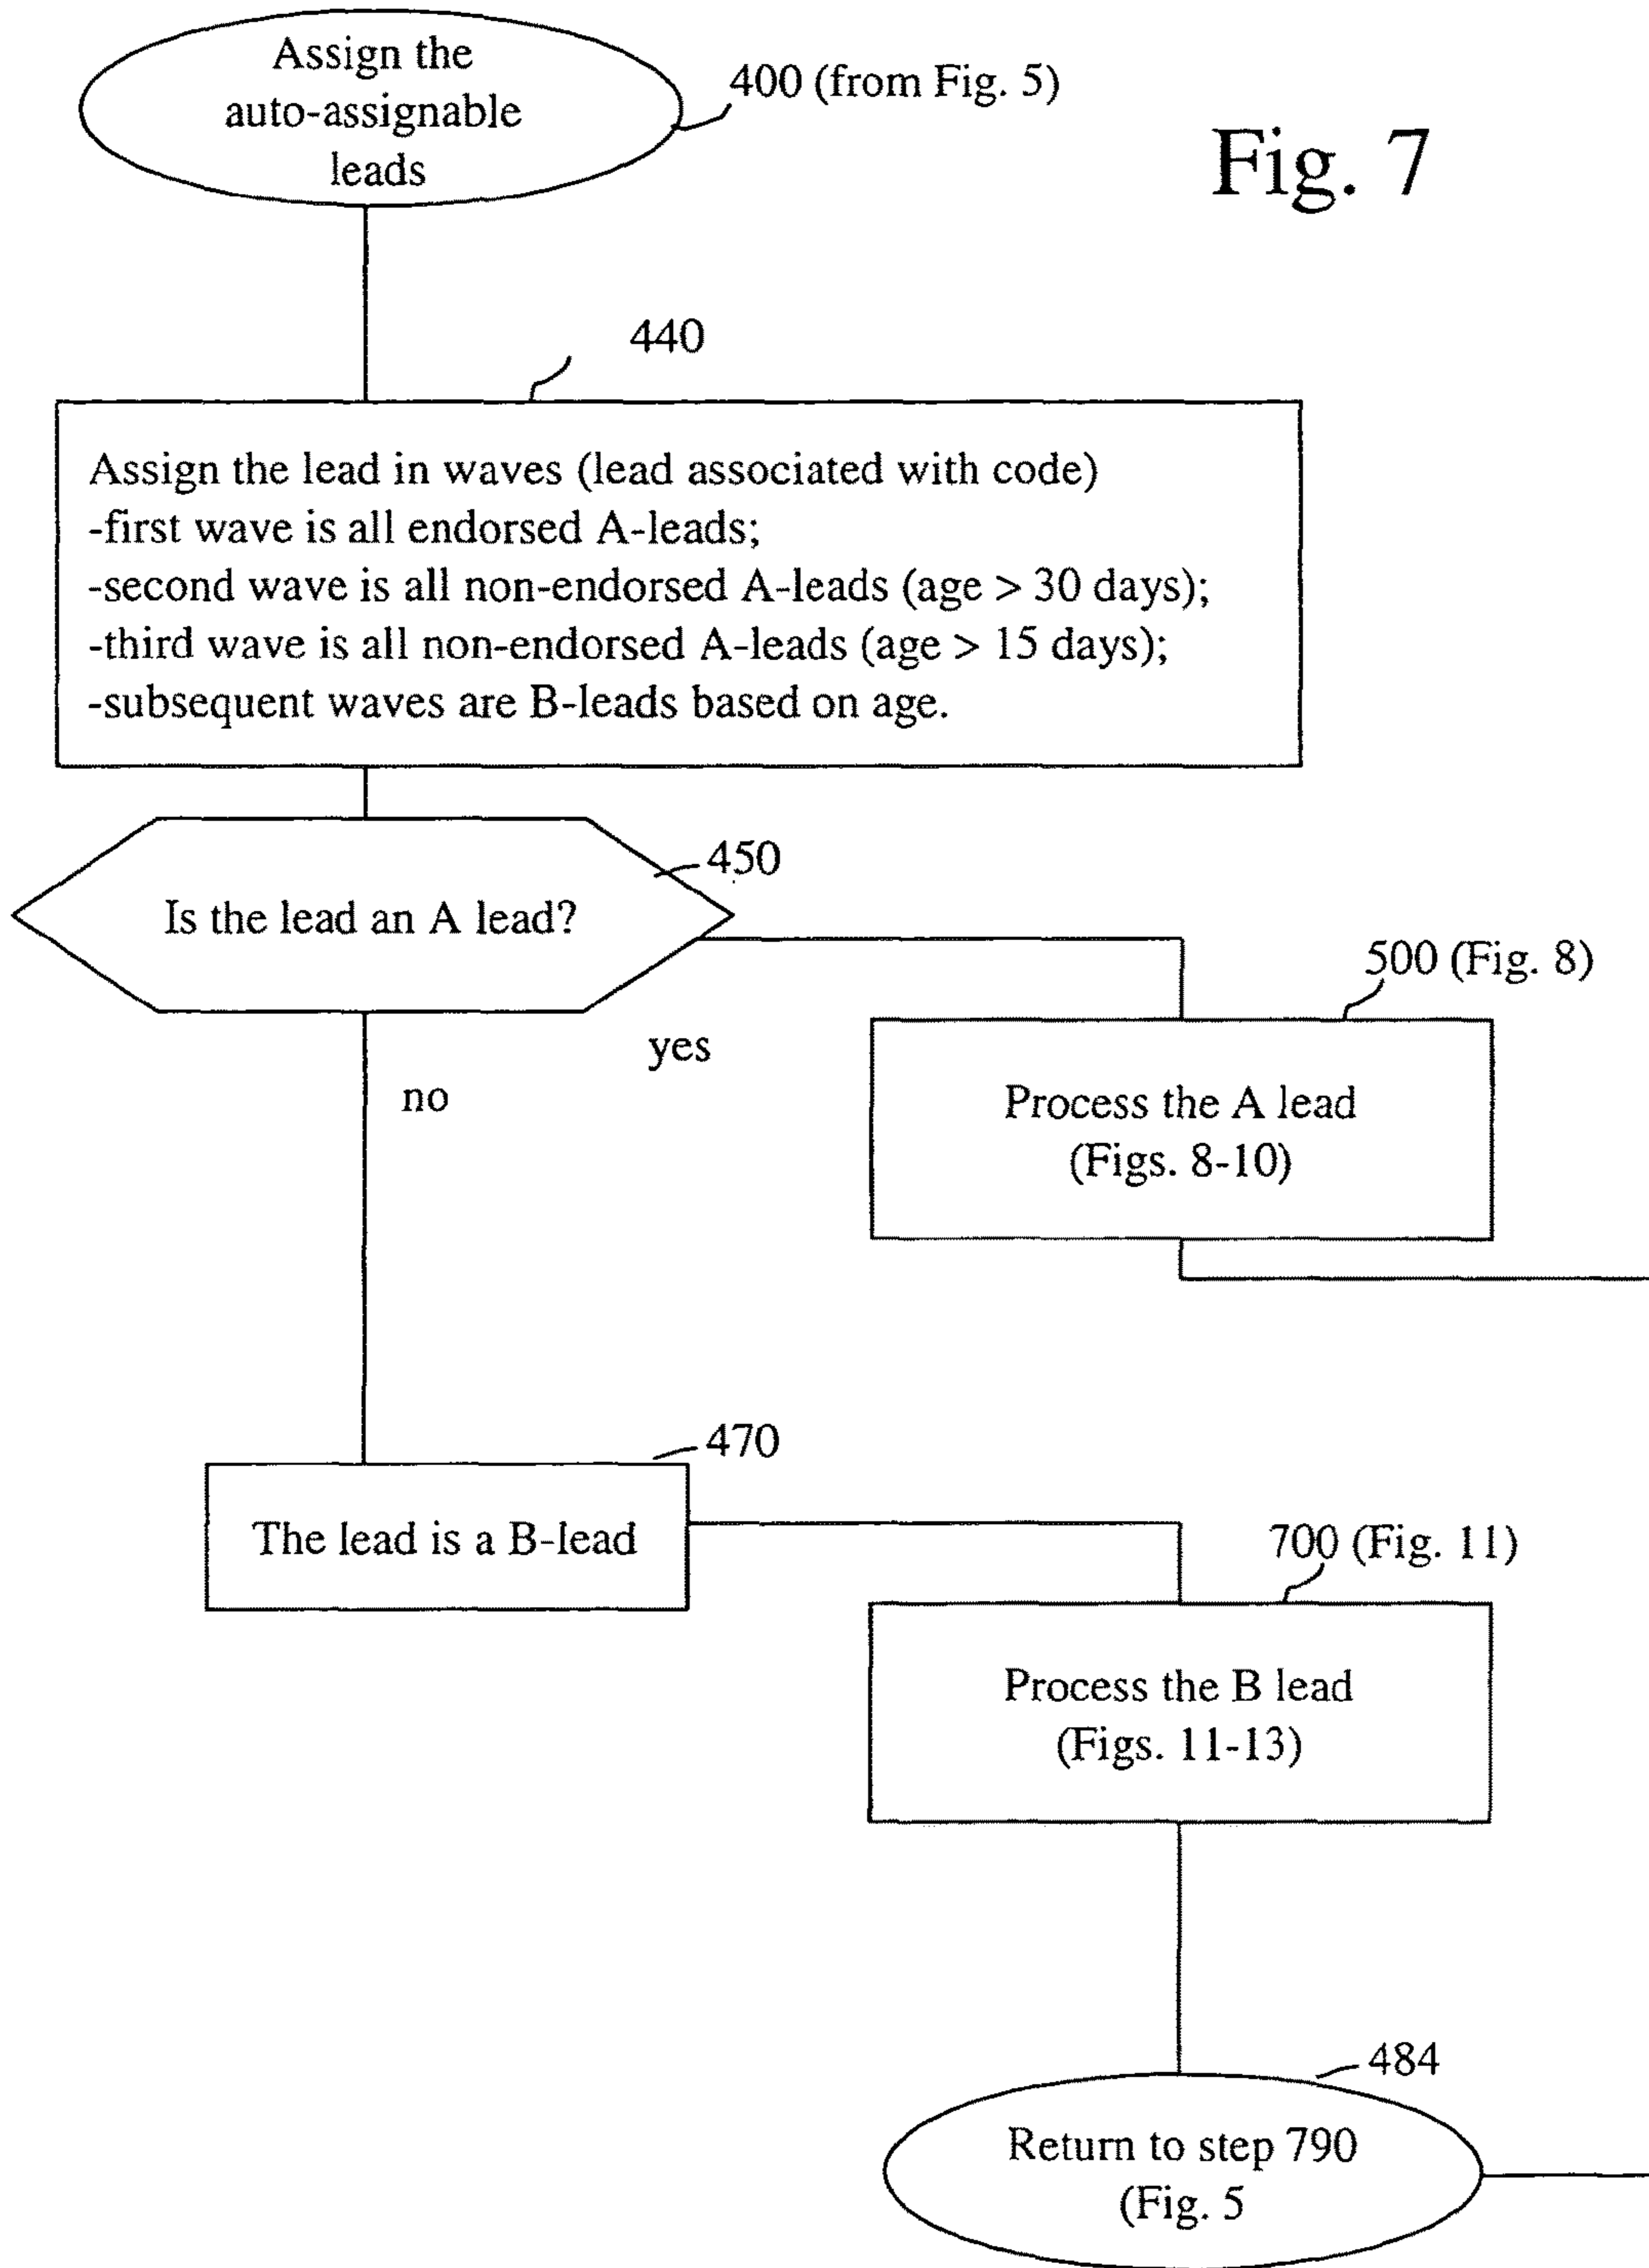 Assign the
auto-assignable
leads
400 (from Fig. 5)
Fig. 7
440
Assign the lead in waves (lead associated with code)
-first wave is all endorsed A-leads;
-second wave is all non-endorsed A-leads (age > 30 days);
-third wave is all non-endorsed A-leads (age > 15 days);
-subsequent waves are B-leads based on age.
450
Is the lead an A lead?
500 (Fig. 8)
yes
no
Process the A lead
(Figs. 8-10)
470
The lead is a B-lead
700 (Fig. 11)
Process the B lead
(Figs. 11-13)
484
Return to step 790
(Fig. 5